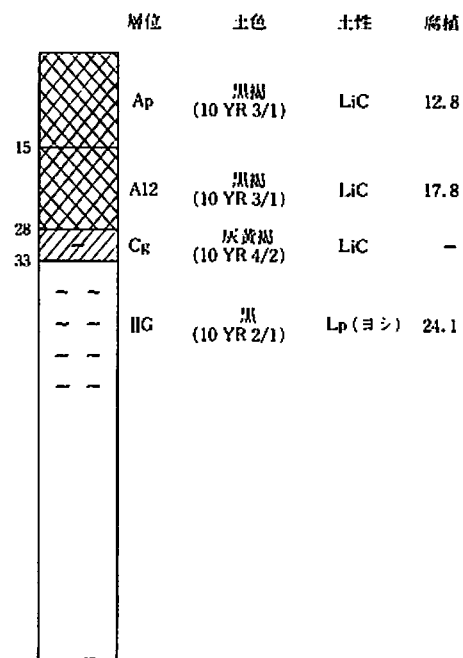 層位 土色 土性 腐植
Ap 黒褐 LiC 12.8
(10 YR 3/1)
15
A12 黒褐 LiC 17.8
(10 YR 3/1)
28
Cg 灰黄褐 LiC －
(10 YR 4/2)
33
ⅡG 黒 Lp(ヨシ) 24.1
(10 YR 2/1)